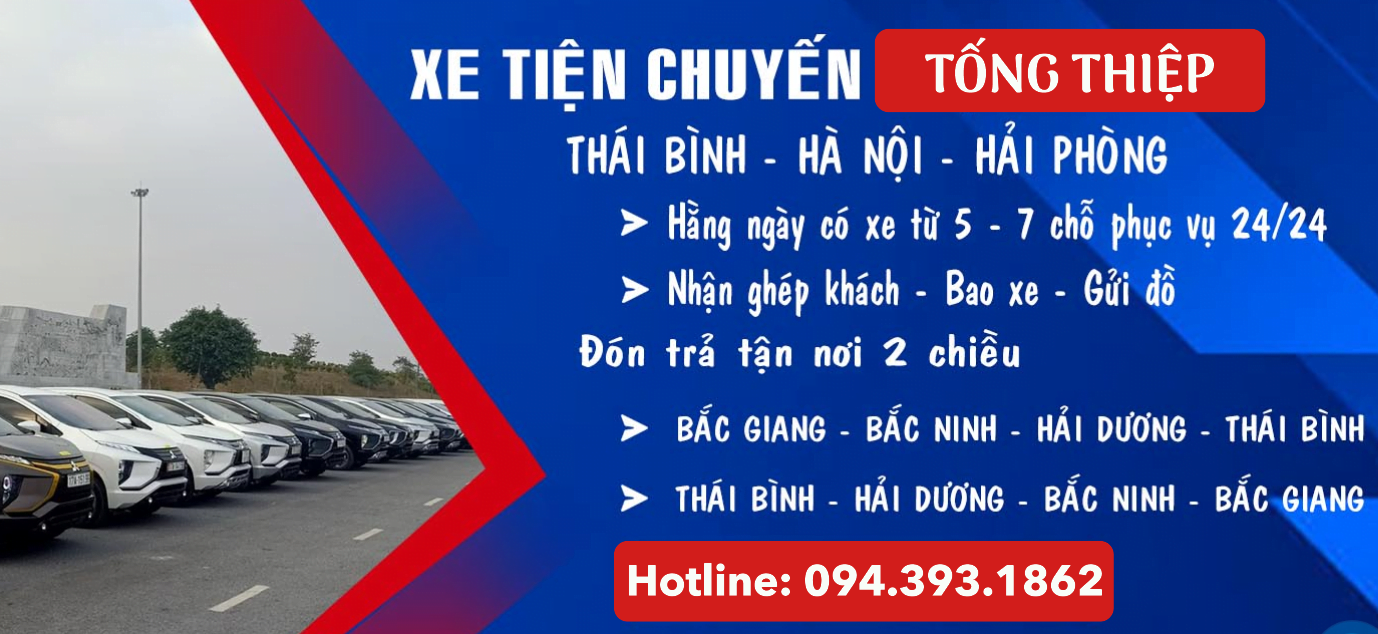 XE TIỆN CHUYẾN TỐNG THIỆP
THÁI BÌNH - HÀ NỘI - HẢI PHÒNG
➤ Hằng ngày có xe từ 5 - 7 chỗ phục vụ 24/24
➤ Nhận ghép khách - Bao xe - Gửi đồ
Đón trả tận nơi 2 chiều
➤ BẮC GIANG - BẮC NINH - HẢI DƯƠNG - THÁI BÌNH
➤ THÁI BÌNH - HẢI DƯƠNG - BẮC NINH - BẮC GIANG
Hotline: 094.393.1862